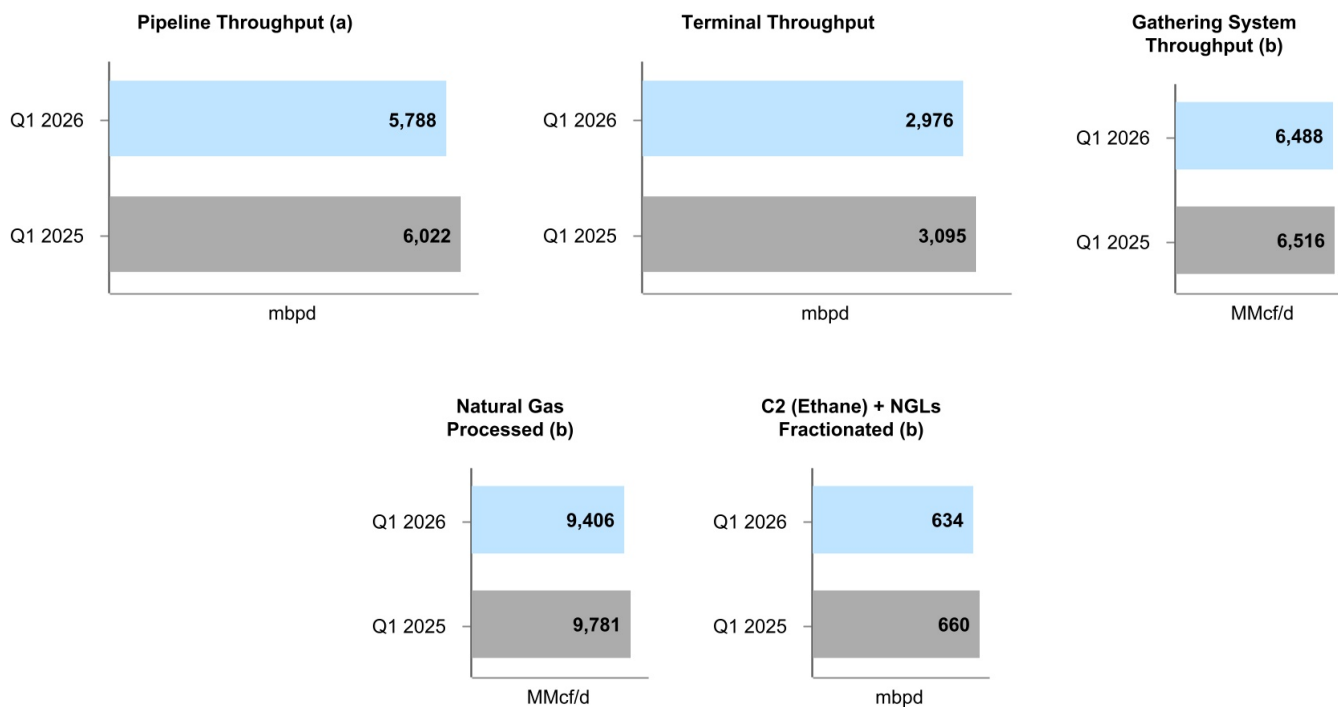 Pipeline Throughput (a)
Q1 2026
5,788
Q1 2025
6,022
mbpd
Terminal Throughput
Q1 2026
2,976
Q1 2025
3,095
mbpd
Gathering System
Throughput (b)
Q1 2026
6,488
Q1 2025
6,516
MMcf/d
Natural Gas
Processed (b)
Q1 2026
9,406
Q1 2025
9,781
MMcf/d
C2 (Ethane) + NGLs
Fractionated (b)
Q1 2026
634
Q1 2025
660
mbpd